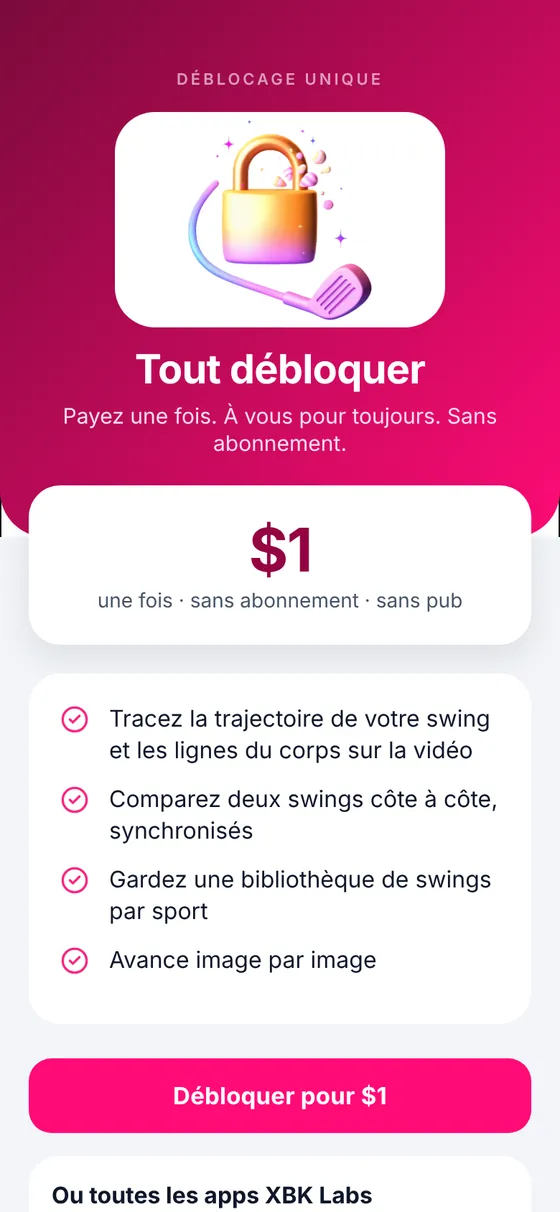 DÉBLOCAGE UNIQUE
Tout débloquer
Payez une fois. À vous pour toujours. Sans
abonnement.
$1
une fois · sans abonnement · sans pub
Tracez la trajectoire de votre swing
et les lignes du corps sur la vidéo
Comparez deux swings côte à côte,
synchronisés
Gardez une bibliothèque de swings
par sport
Avance image par image
Débloquer pour $1
Ou toutes les apps XBK Labs